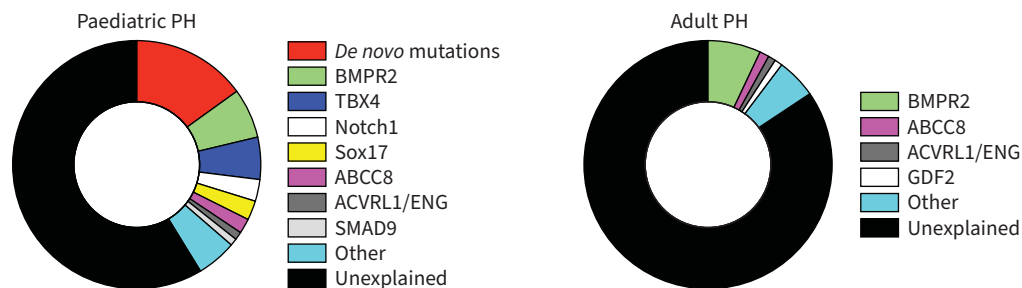 Paediatric PH
De novo mutations
BMPR2
TBX4
Notch1
Sox17
ABCC8
ACVRL1/ENG
SMAD9
Other
Unexplained
Adult PH
BMPR2
ABCC8
ACVRL1/ENG
GDF2
Other
Unexplained